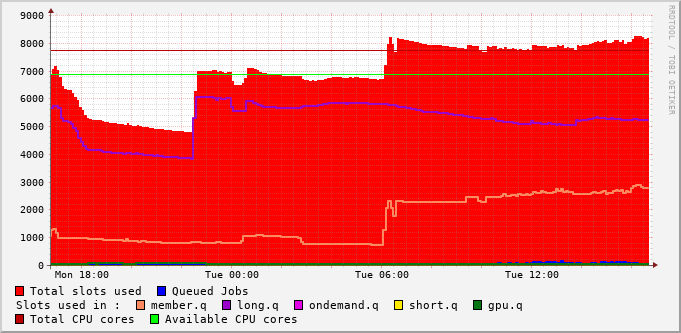 9000
8000
7000
6000
5000
4000
3000
2000
1000
0
Mon 18:00 Tue 00:00 Tue 06:00 Tue 12:00
RRDTOOL / TOBI OETIKER
Total slots used Queued Jobs
Slots used in : member.q long.q ondemand.q short.q gpu.q
Total CPU cores Available CPU cores